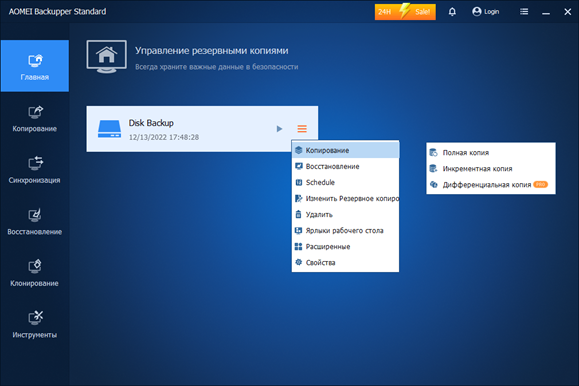 AOMEI Backupper Standard
24H Sale!
Login
Главная
Копирование
Синхронизация
Восстановление
Клонирование
Инструменты
Управление резервными копиями
Всегда храните важные данные в безопасности
Disk Backup
12/13/2022 17:48:28
Копирование
Восстановление
Schedule
Изменить Резервное копиро
Удалить
Ярлыки рабочего стола
Расширенные
Свойства
Полная копия
Инкрементная копия
Дифференциальная копия PRO